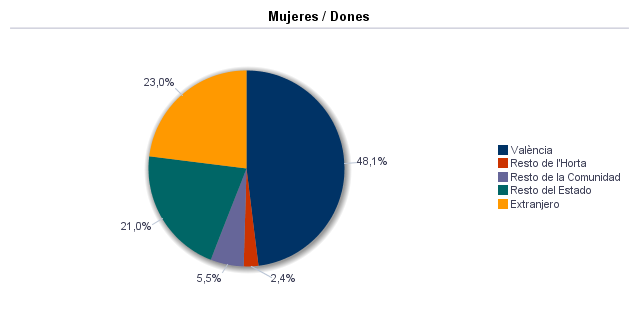 Mujeres / Dones
23,0%
48,1%
21,0%
5,5%
2,4%
València
Resto de l'Horta
Resto de la Comunidad
Resto del Estado
Extranjero